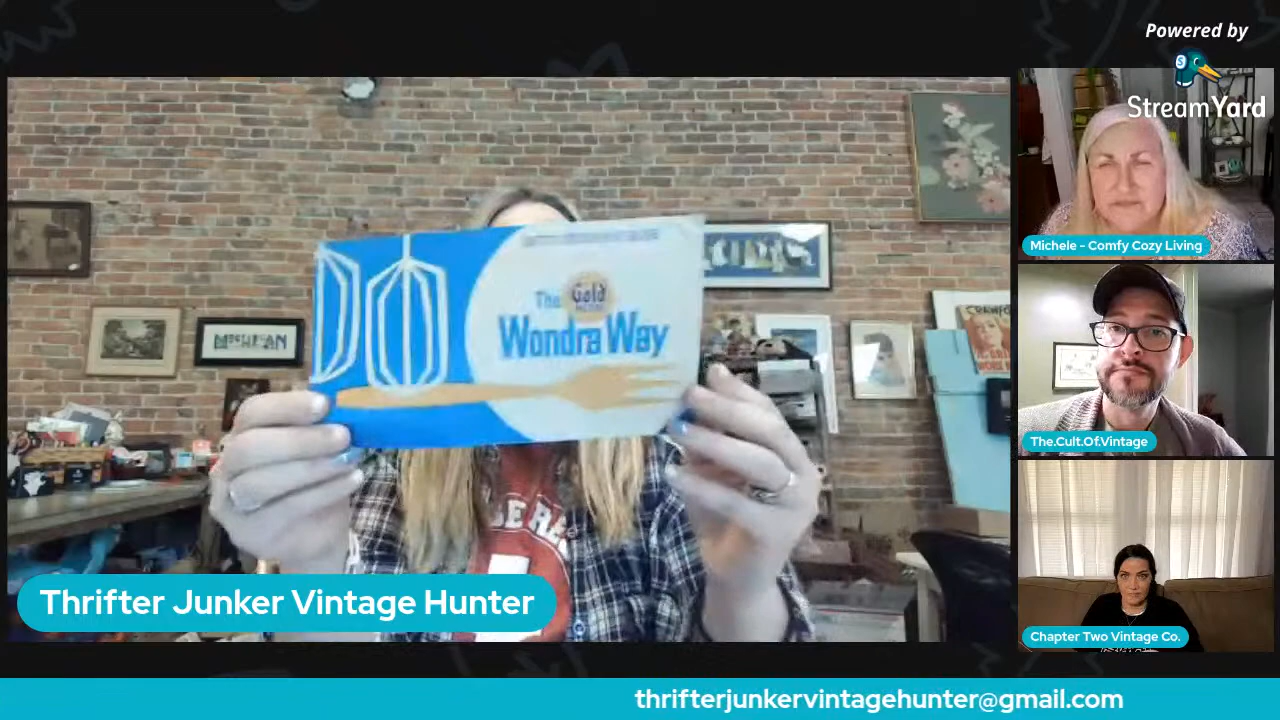 Powered by
StreamYard
The Gold
Wondra Way
MICHIGAN
CRAWFORD
Michele - Comfy Cozy Living
The.Cult.Of.Vintage
Thrifter Junker Vintage Hunter
Chapter Two Vintage Co.
thrifterjunkervintagehunter@gmail.com